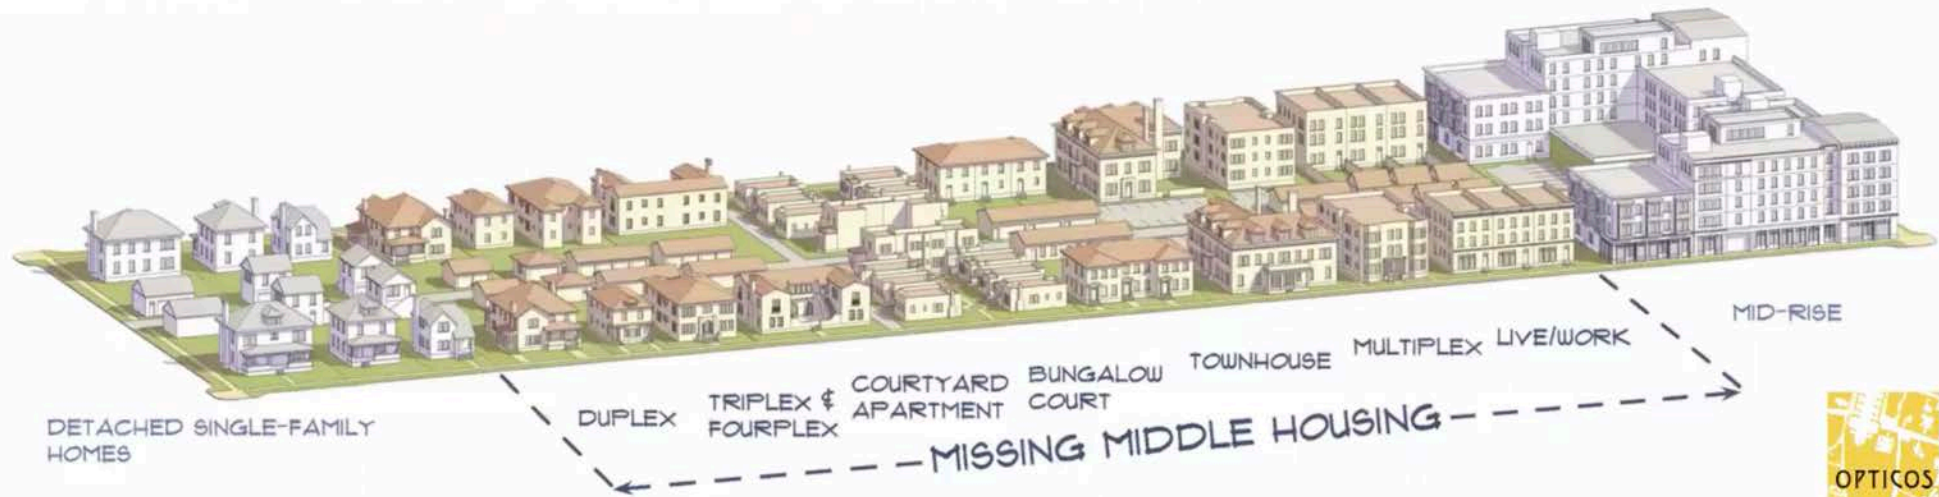 DETACHED SINGLE-FAMILY
HOMES
DUPLEX
TRIPLEX &
FOURPLEX
COURTYARD
APARTMENT
BUNGALOW
COURT
TOWNHOUSE
MULTIPLEX
LIVE/WORK
MID-RISE
MISSING MIDDLE HOUSING
OPTICOS